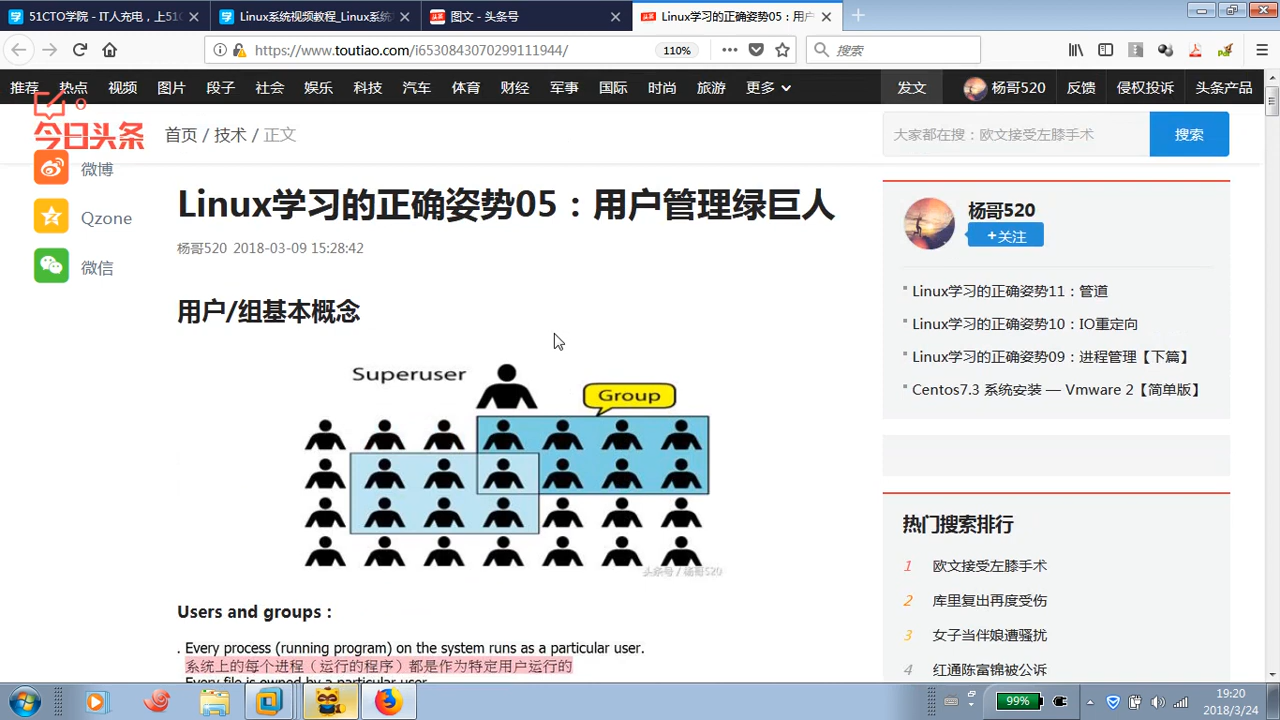 51CTO学院 - IT人充电，上51
Linux系统视频教程_Linux系统
图文 - 头条号
Linux学习的正确姿势05：用户
https://www.toutiao.com/i6530843070299111944/
110%
搜索
推荐 热点 视频 图片 段子 社会 娱乐 科技 汽车 体育 财经 军事 国际 时尚 旅游 更多
发文 杨哥520 反馈 侵权投诉 头条产品
0
今日头条
首页 / 技术 / 正文
大家都在搜：欧文接受左膝手术
搜索
微博
Qzone
微信
Linux学习的正确姿势05：用户管理绿巨人
杨哥520 2018-03-09 15:28:42
用户/组基本概念
Superuser
Group
头条号 / 杨哥520
Users and groups：
. Every process (running program) on the system runs as a particular user.
系统上的每个进程（运行的程序）都是作为特定用户运行的
Every file is owned by a particular user
杨哥520
+关注
Linux学习的正确姿势11：管道
Linux学习的正确姿势10：IO重定向
Linux学习的正确姿势09：进程管理【下篇】
Centos7.3 系统安装 — Vmware 2【简单版】
热门搜索排行
1 欧文接受左膝手术
2 库里复出再度受伤
3 女子当伴娘遭骚扰
4 红通陈富锦被公诉
99%
19:20
2018/3/24